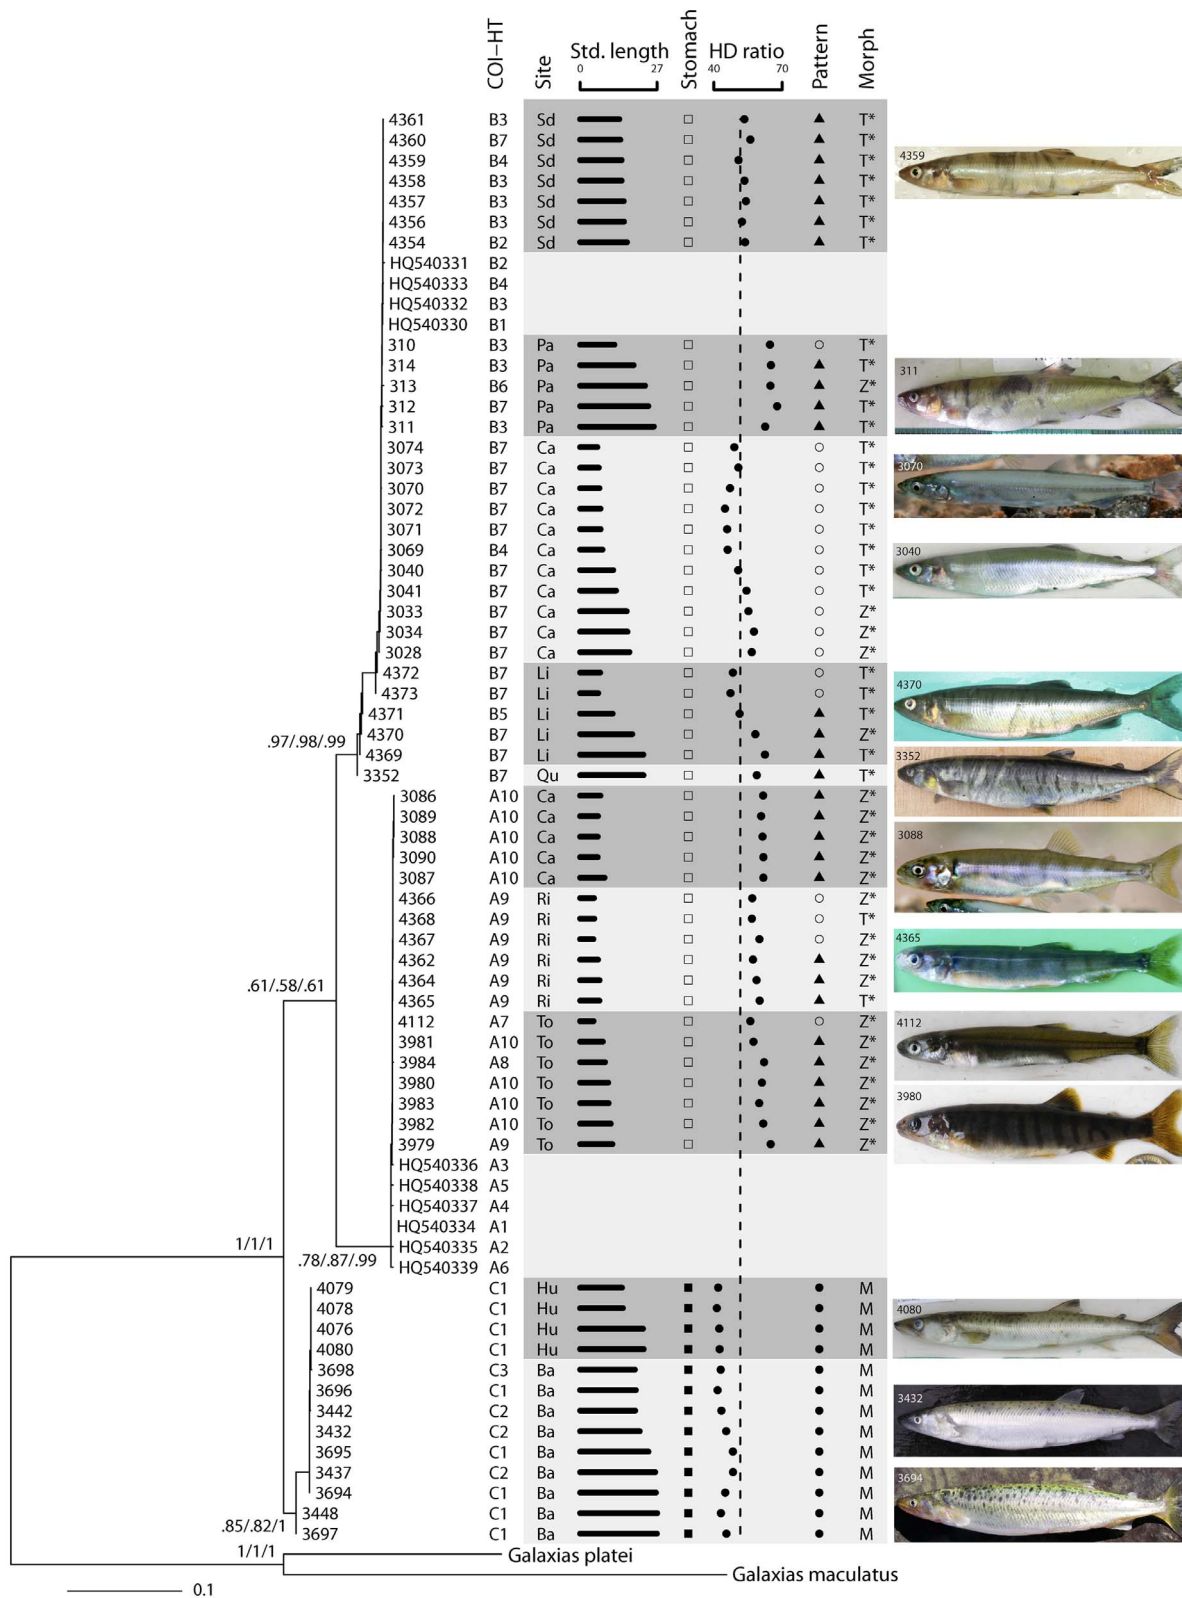 COI–HT Site Std. length Stomach HD ratio Pattern Morph
0 27 40 70
4361 B3 Sd T*
4360 B7 Sd T*
4359 B4 Sd T* 4359
4358 B3 Sd T*
4357 B3 Sd T*
4356 B3 Sd T*
4354 B2 Sd T*
HQ540331 B2
HQ540333 B4
HQ540332 B3
HQ540330 B1
310 B3 Pa T*
314 B3 Pa T* 311
313 B6 Pa Z*
312 B7 Pa T*
311 B3 Pa T*
3074 B7 Ca T*
3073 B7 Ca T* 3070
3070 B7 Ca T*
3072 B7 Ca T*
3071 B7 Ca T*
3069 B4 Ca T* 3040
3040 B7 Ca T*
3041 B7 Ca T*
3033 B7 Ca Z*
3034 B7 Ca Z*
3028 B7 Ca Z*
4372 B7 Li T*
4373 B7 Li T* 4370
4371 B5 Li T*
4370 B7 Li Z*
.97/.98/.99
4369 B7 Li T* 3352
3352 B7 Qu T*
3086 A10 Ca Z*
3089 A10 Ca Z*
3088 A10 Ca Z* 3088
3090 A10 Ca Z*
3087 A10 Ca Z*
4366 A9 Ri Z*
4368 A9 Ri T*
4367 A9 Ri Z* 4365
4362 A9 Ri Z*
.61/.58/.61
4364 A9 Ri Z*
4365 A9 Ri T*
4112 A7 To Z* 4112
3981 A10 To Z*
3984 A8 To Z*
3980 A10 To Z*
3983 A10 To Z* 3980
3982 A10 To Z*
3979 A9 To Z*
HQ540336 A3
HQ540338 A5
HQ540337 A4
HQ540334 A1
1/1/1
HQ540335 A2
.78/.87/.99
HQ540339 A6
4079 C1 Hu M
4078 C1 Hu M 4080
4076 C1 Hu M
4080 C1 Hu M
3698 C3 Ba M
3696 C1 Ba M
3442 C2 Ba M 3432
3432 C2 Ba M
3695 C1 Ba M
3437 C2 Ba M
3694 C1 Ba M 3694
3448 C1 Ba M
.85/.82/1
3697 C1 Ba M
1/1/1
Galaxias platei
Galaxias maculatus
0.1